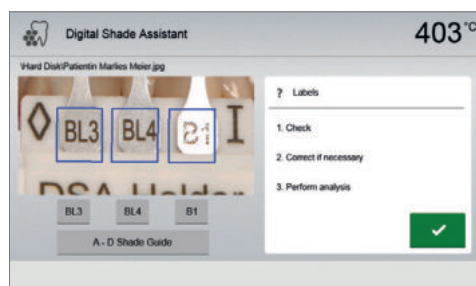 Digital Shade Assistant
403 °C
\Hard Disk\Patientin Marlies Meier.jpg
BL3 BL4 I
DSA Holder
BL3 BL4 B1
A - D Shade Guide
? Labels
1. Check
2. Correct if necessary
3. Perform analysis